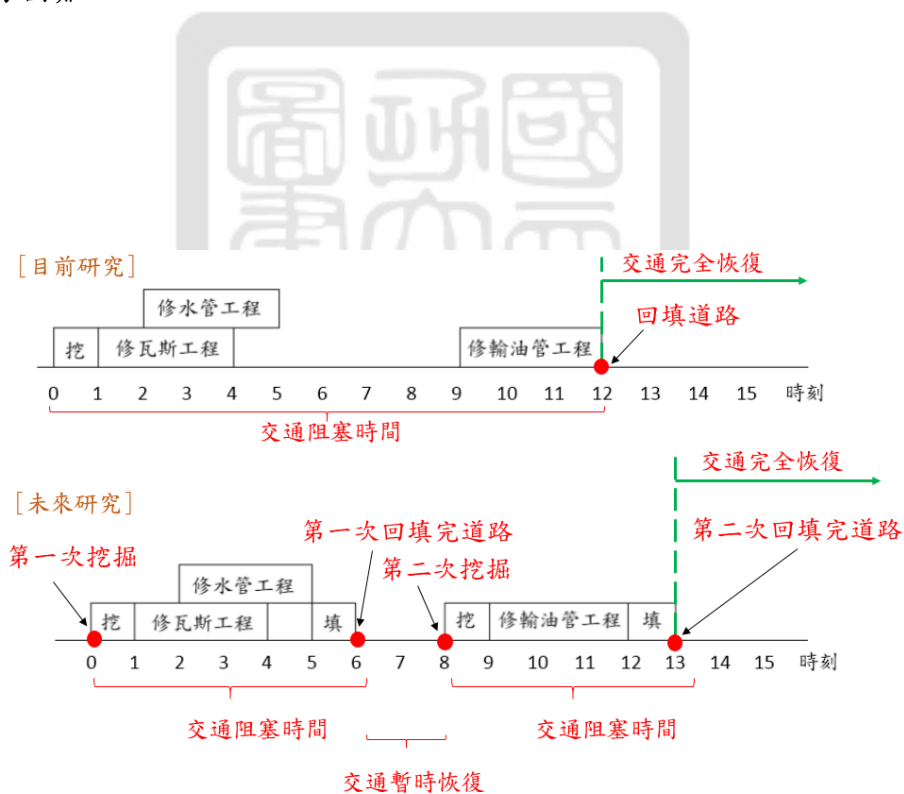 [目前研究]
交通完全恢復
修水管工程
回填道路
挖 修瓦斯工程 修輸油管工程
0 1 2 3 4 5 6 7 8 9 10 11 12 13 14 15 時刻
交通阻塞時間
交通完全恢復
[未來研究]
第一次回填完道路 第二次回填完道路
第一次挖掘 第二次挖掘
修水管工程
挖 修瓦斯工程 填 挖 修輸油管工程 填
0 1 2 3 4 5 6 7 8 9 10 11 12 13 14 15 時刻
交通阻塞時間 交通阻塞時間
交通暫時恢復